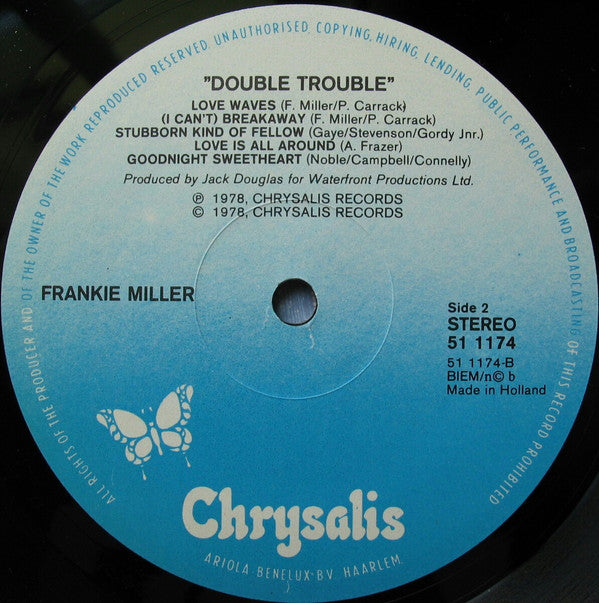 ALL RIGHTS OF THE PRODUCER AND OF THE OWNER OF THE WORK REPRODUCED RESERVED. UNAUTHORISED COPYING, HIRING, LENDING, PUBLIC PERFORMANCE AND BROADCASTING OF THIS RECORD PROHIBITED
"DOUBLE TROUBLE"
LOVE WAVES (F. Miller/P. Carrack)
(I CAN'T) BREAKAWAY (F. Miller/P. Carrack)
STUBBORN KIND OF FELLOW (Gaye/Stevenson/Gordy Jnr.)
LOVE IS ALL AROUND (A. Frazer)
GOODNIGHT SWEETHEART (Noble/Campbell/Connelly)
Produced by Jack Douglas for Waterfront Productions Ltd.
℗ 1978, CHRYSALIS RECORDS
© 1978, CHRYSALIS RECORDS
FRANKIE MILLER
Side 2
STEREO
51 1174
51 1174-B
BIEM/n© b
Made in Holland
Chrysalis
ARIOLA-BENELUX-BV. HAARLEM.